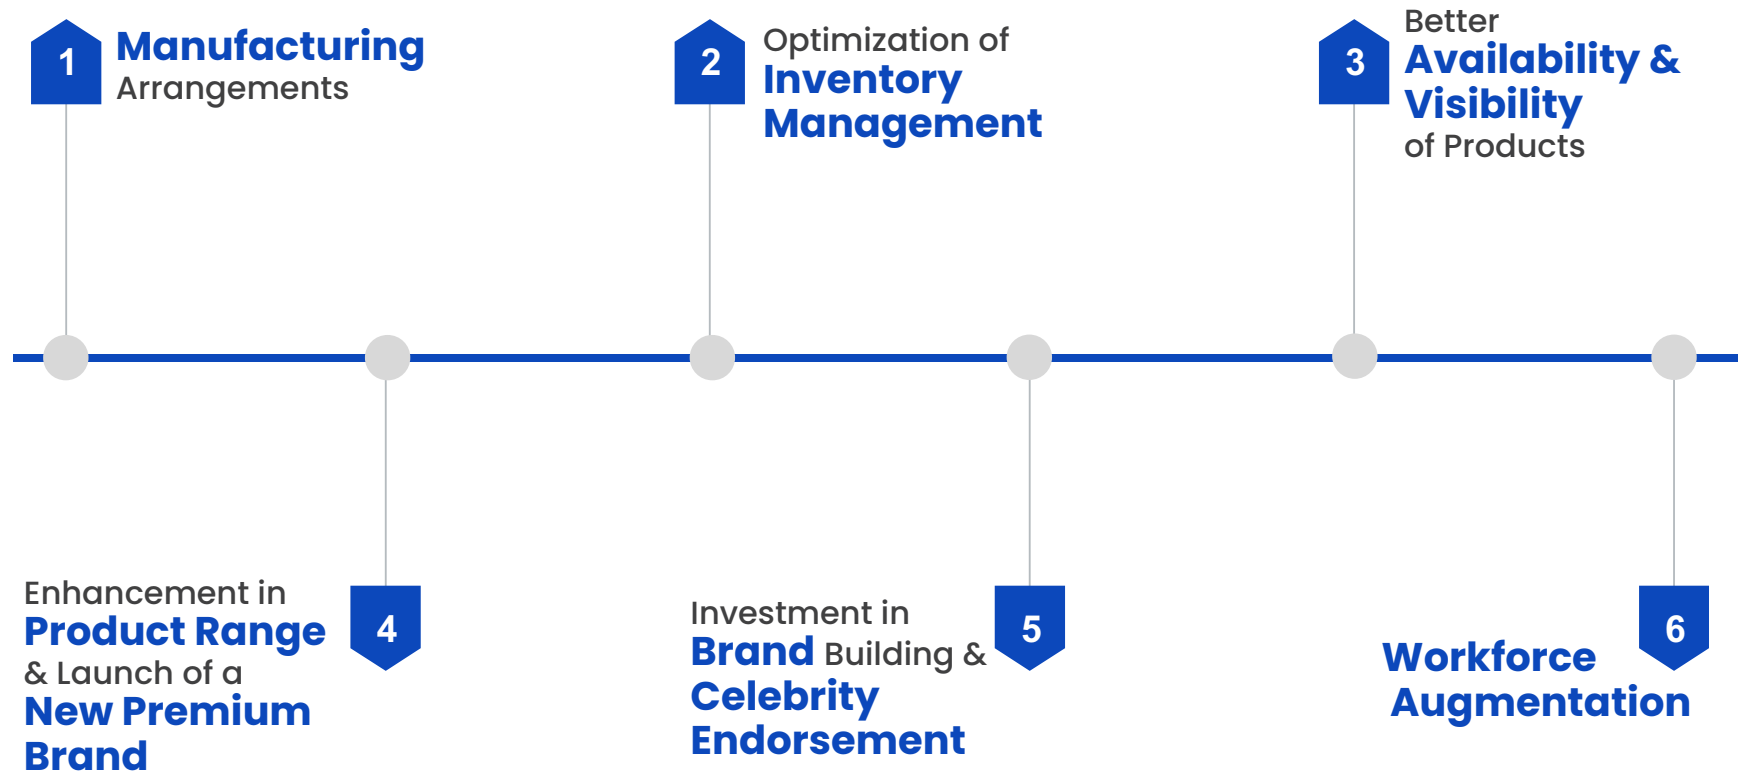 1
Manufacturing
Arrangements
2
Optimization of
Inventory
Management
3
Better
Availability &
Visibility
of Products
4
Enhancement in
Product Range
& Launch of a
New Premium
Brand
5
Investment in
Brand Building &
Celebrity
Endorsement
6
Workforce
Augmentation